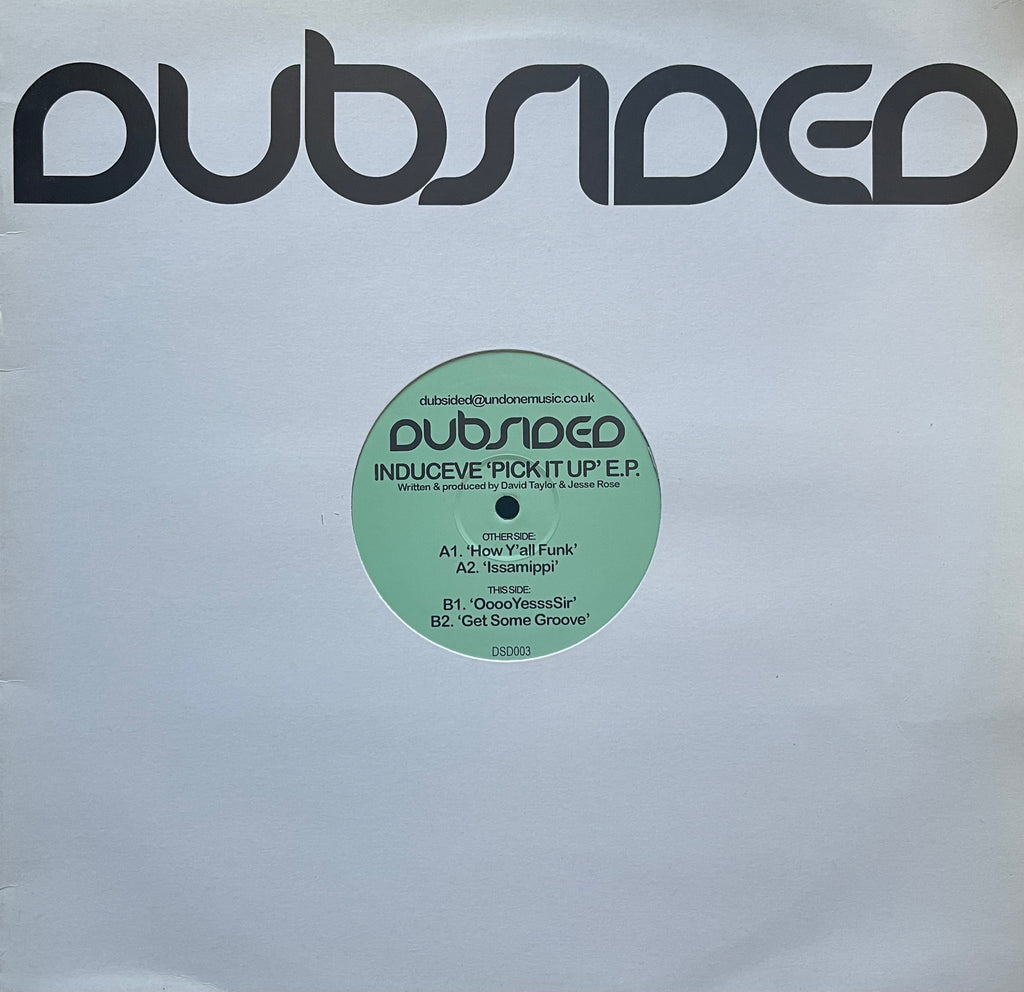 DUBSIDED
dubsided@undonemusic.co.uk
DUBSIDED
INDUCEVE 'PICK IT UP' E.P.
Written & produced by David Taylor & Jesse Rose
OTHER SIDE:
A1. 'How Y'all Funk'
A2. 'Issamippi'
THIS SIDE:
B1. 'OoooYesssSir'
B2. 'Get Some Groove'
DSD003